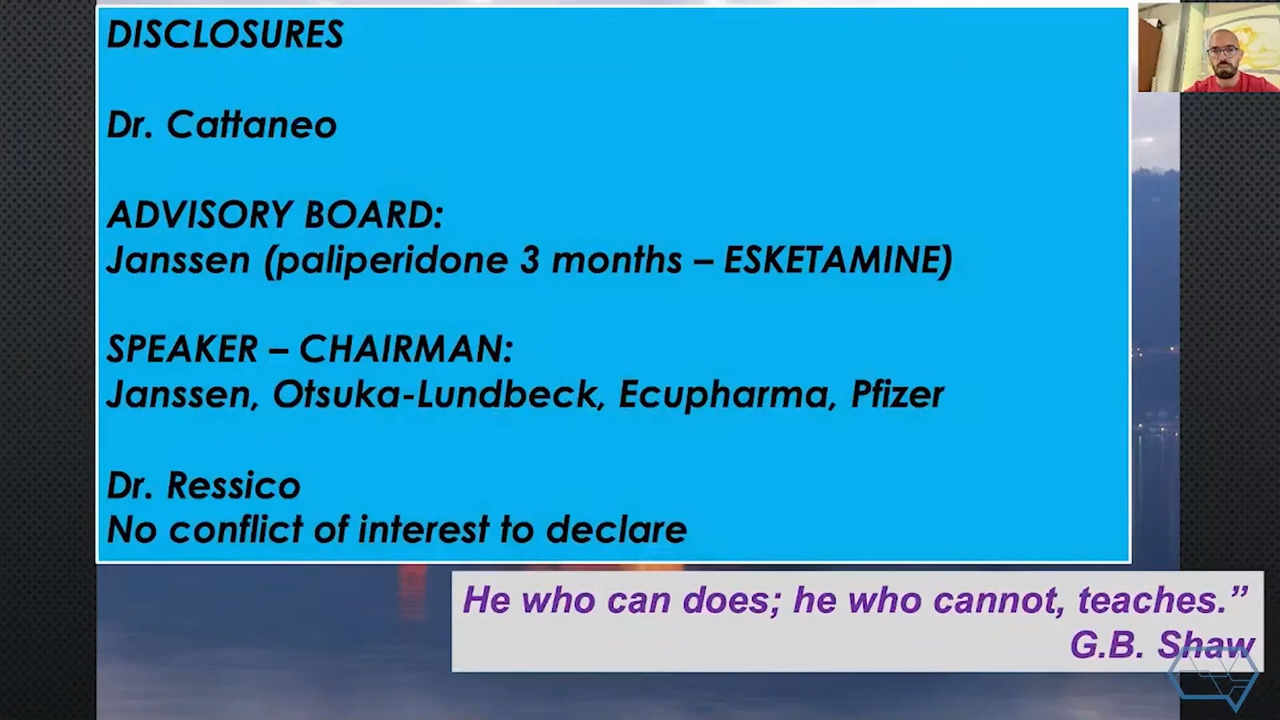 DISCLOSURES
Dr. Cattaneo
ADVISORY BOARD:
Janssen (paliperidone 3 months – ESKETAMINE)
SPEAKER – CHAIRMAN:
Janssen, Otsuka-Lundbeck, Ecupharma, Pfizer
Dr. Ressico
No conflict of interest to declare
He who can does; he who cannot, teaches.”
G.B. Shaw